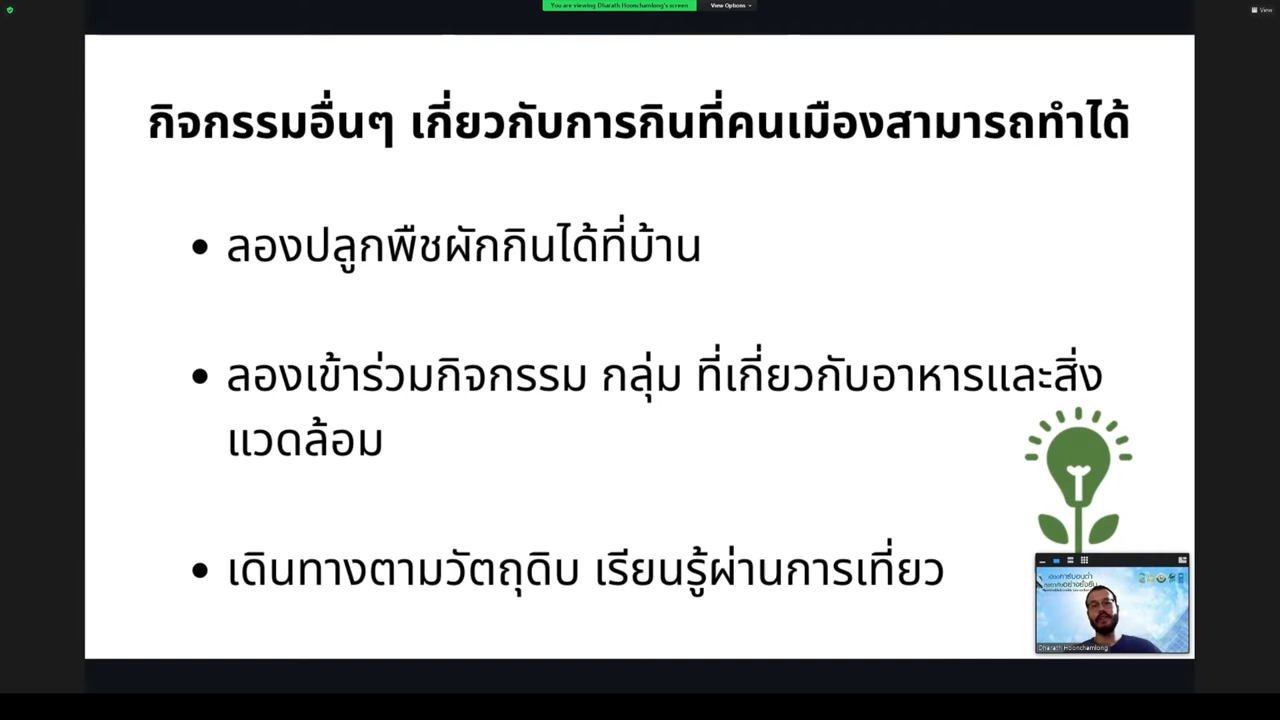 You are viewing Dharath Hoonchamlong's screen
View Options
View
กิจกรรมอื่นๆ เกี่ยวกับการกินที่คนเมืองสามารถทำได้
• ลองปลูกพืชผักกินได้ที่บ้าน
• ลองเข้าร่วมกิจกรรม กลุ่ม ที่เกี่ยวกับอาหารและสิ่ง
แวดล้อม
• เดินทางตามวัตถุดิบ เรียนรู้ผ่านการเที่ยว
Dharath Hoonchamlong